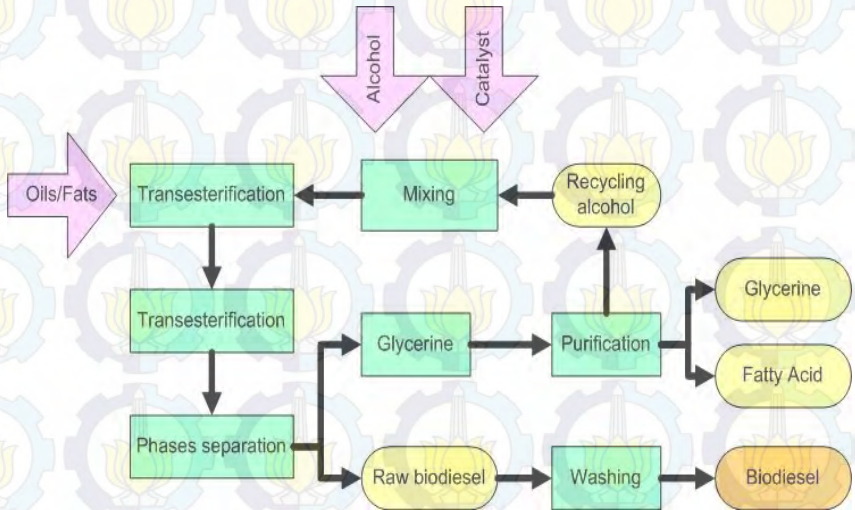 Alcohol
Catalyst
Oils/Fats
Transesterification
Mixing
Recycling
alcohol
Transesterification
Glycerine
Purification
Glycerine
Fatty Acid
Phases separation
Raw biodiesel
Washing
Biodiesel